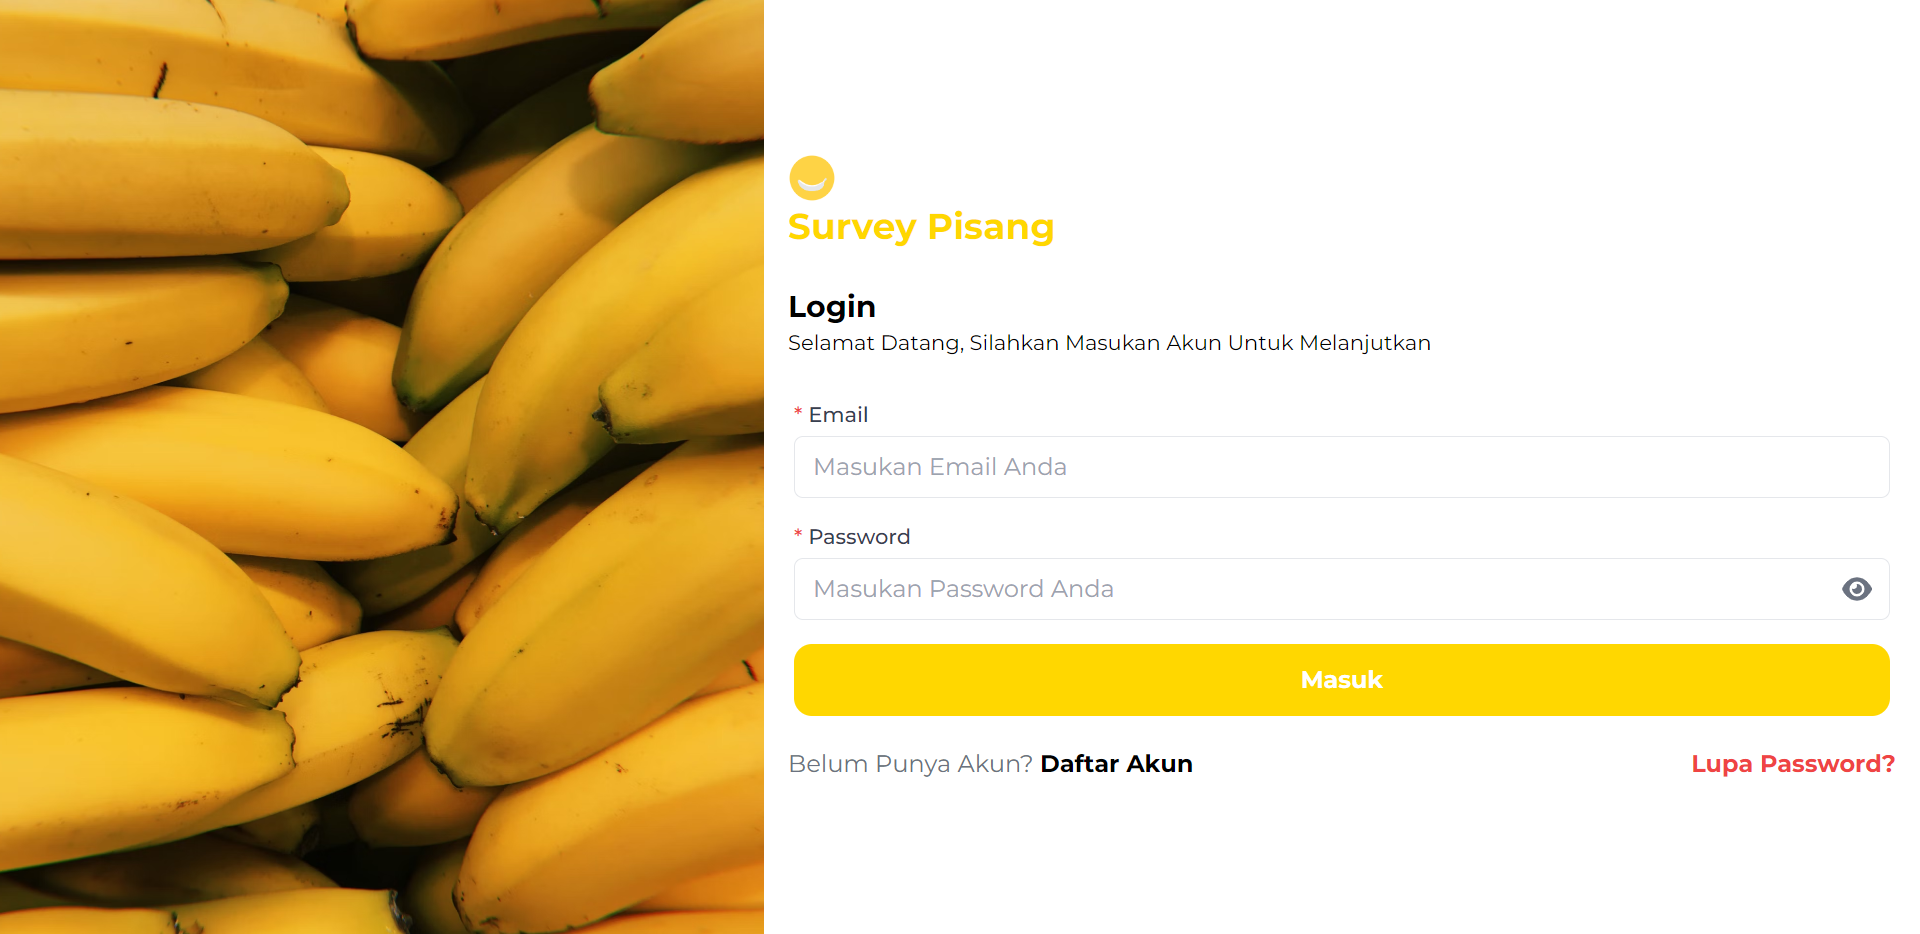 Survey Pisang
Login
Selamat Datang, Silahkan Masukan Akun Untuk Melanjutkan
* Email
Masukan Email Anda
* Password
Masukan Password Anda
Masuk
Belum Punya Akun? Daftar Akun
Lupa Password?